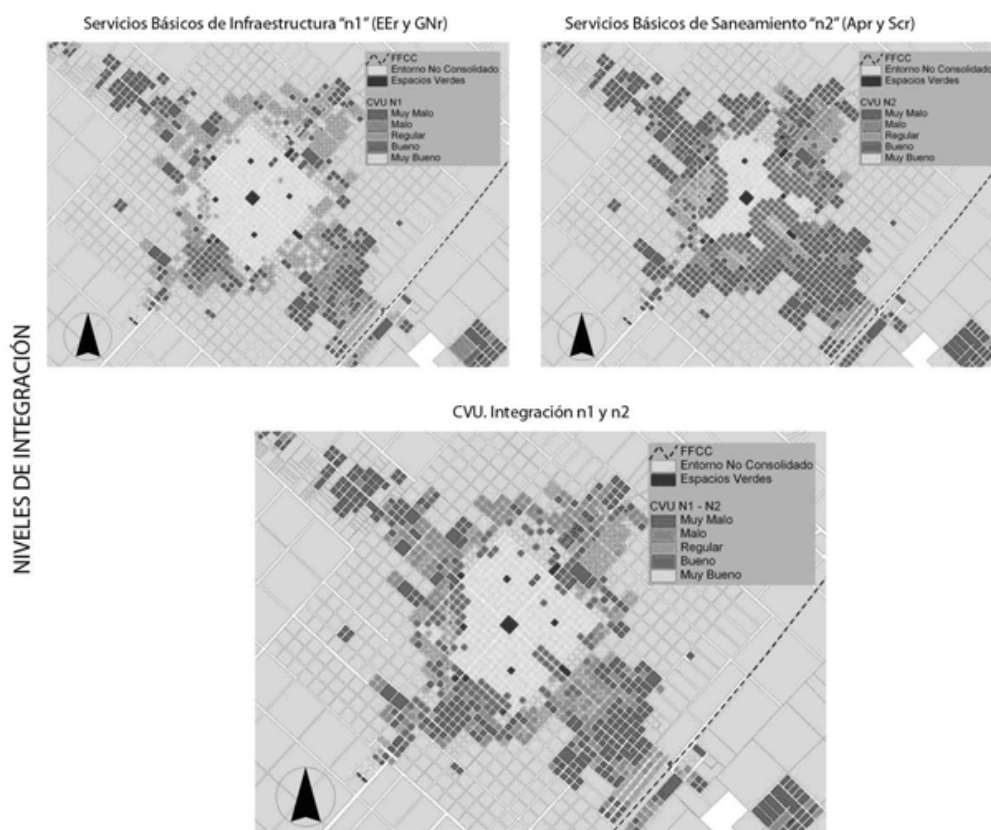 Servicios Básicos de Infraestructura "n1" (EEr y GNr)
FFCC
Entorno No Consolidado
Espacios Verdes
CVU N1
Muy Malo
Malo
Regular
Bueno
Muy Bueno
Servicios Básicos de Saneamiento "n2" (Apr y Scr)
FFCC
Entorno No Consolidado
Espacios Verdes
CVU N2
Muy Malo
Malo
Regular
Bueno
Muy Bueno
NIVELES DE INTEGRACIÓN
CVU. Integración n1 y n2
FFCC
Entorno No Consolidado
Espacios Verdes
CVU N1 - N2
Muy Malo
Malo
Regular
Bueno
Muy Bueno